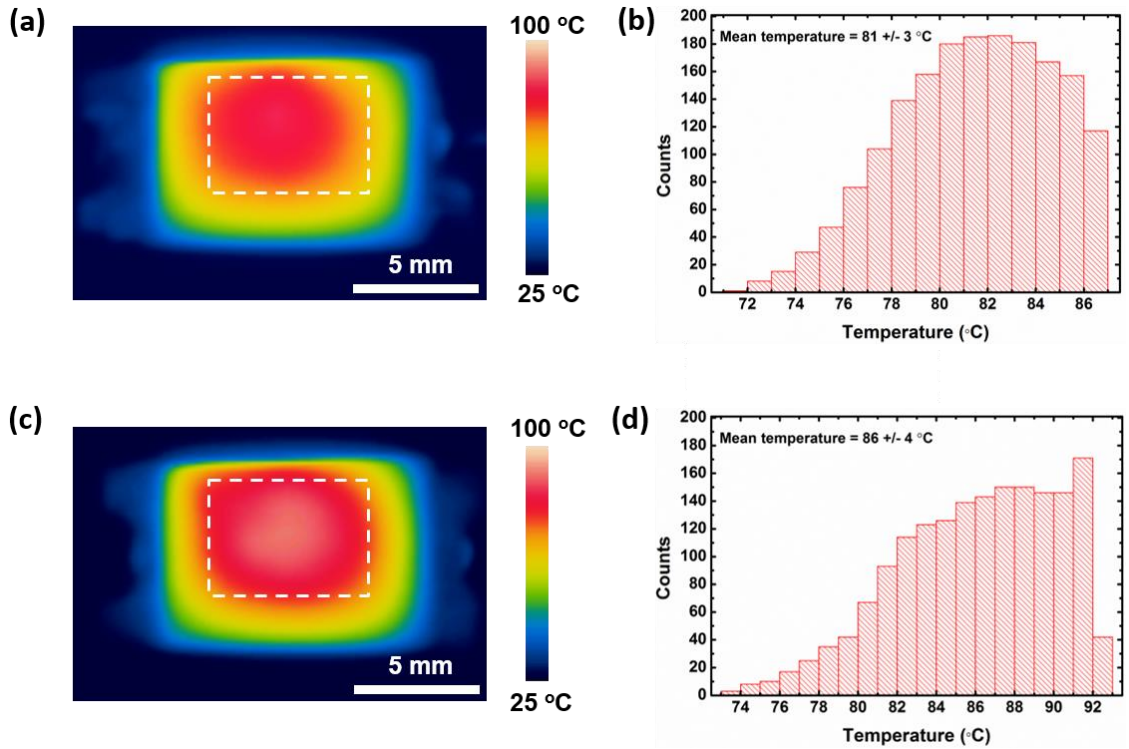 (a)
100 °C
5 mm
25 °C
(b)
200
180
160
140
120
100
80
60
40
20
0
Mean temperature = 81 +/- 3 °C
Counts
72 74 76 78 80 82 84 86
Temperature (°C)
(c)
100 °C
5 mm
25 °C
(d)
200
180
160
140
120
100
80
60
40
20
0
Mean temperature = 86 +/- 4 °C
Counts
74 76 78 80 82 84 86 88 90 92
Temperature (°C)